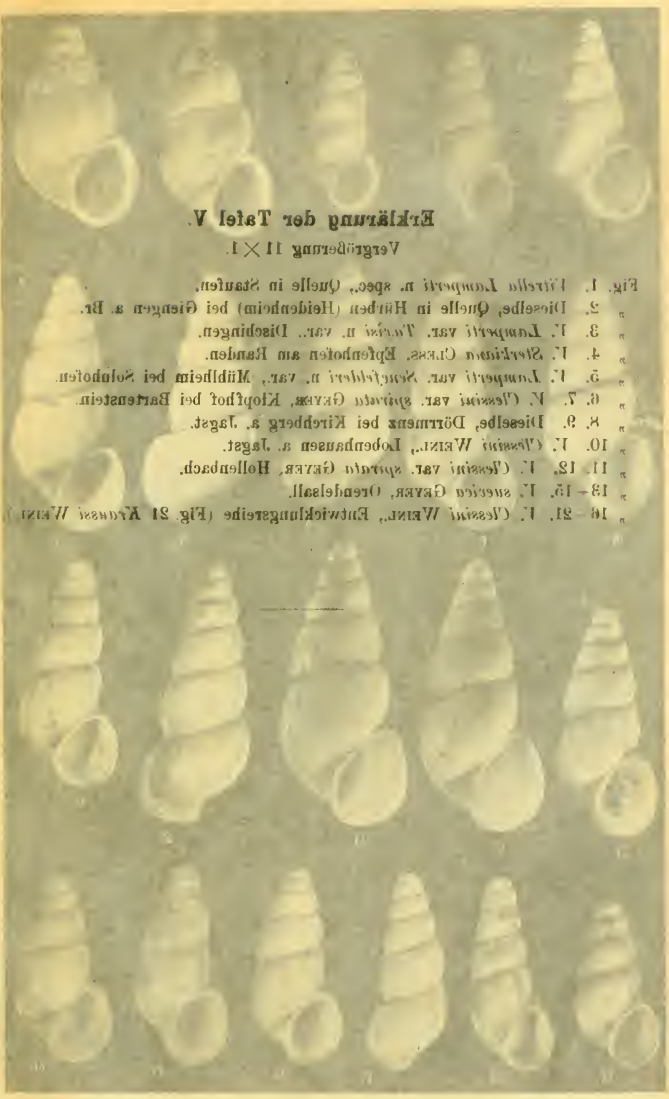 Erklärung der Tafel V.
Vergrößerung 11 × 1.
Fig. 1. Vitrella Lamperti n. spec., Quelle in Staufen.
„ 2. Dieselbe, Quelle in Hürben (Heidenheim) bei Giengen a. Br.
„ 3. V. Lamperti var. Turisi n. var., Dischingen.
„ 4. V. Sterkiana CLESS. Epfenhofen am Randen.
„ 5. V. Lamperti var. Senefelderi n. var., Mühlheim bei Solnhofen.
„ 6. 7. V. Clessini var. spirata GEYER, Klopfhof bei Bartenstein.
„ 8. 9. Dieselbe, Dörrmenz bei Kirchberg a. Jagst.
„ 10. V. Clessini WEINL., Lobenhausen a. Jagst.
„ 11. 12. V. Clessini var. spirata GEYER, Hollenbach.
„ 13–15. V. suevica GEYER, Orendelsall.
„ 16–21. V. Clessini WEINL., Entwicklungsreihe (Fig. 21 Kraussi WEINL.)